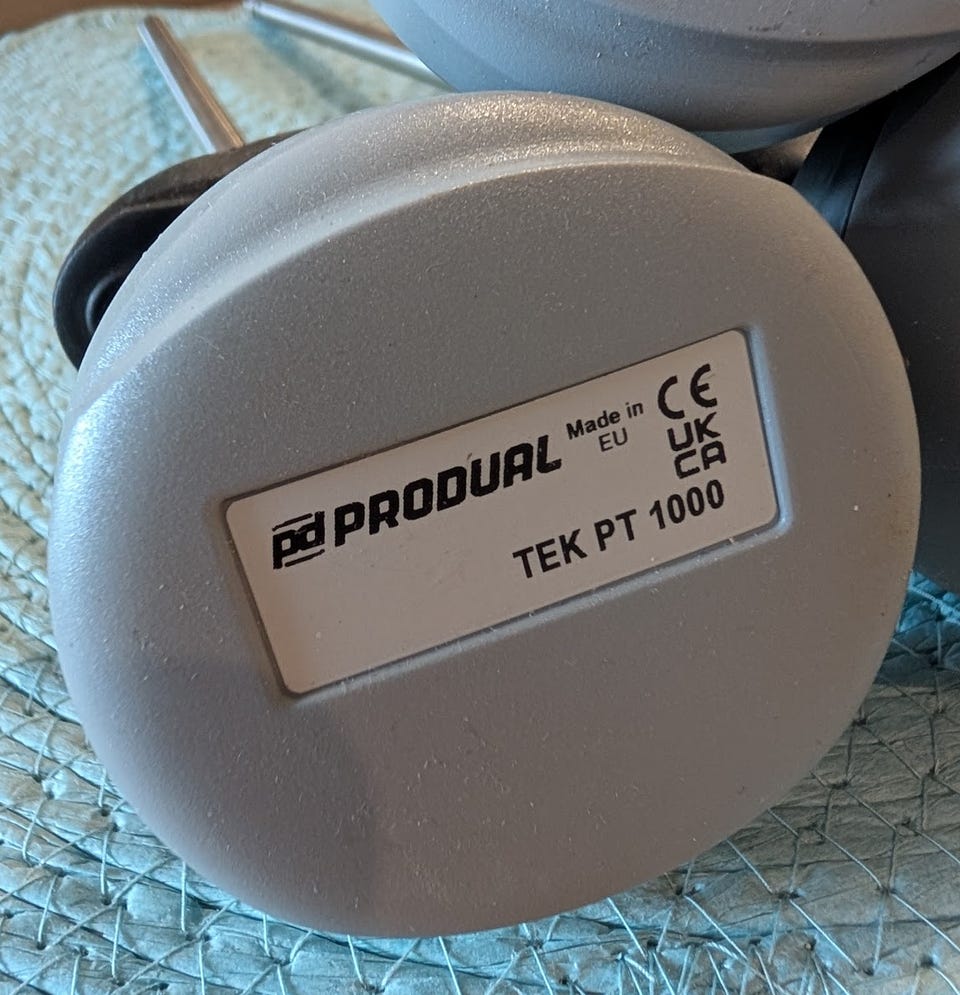 pd PRODUAL
Made in
EU
CE
UK
CA
TEK PT 1000